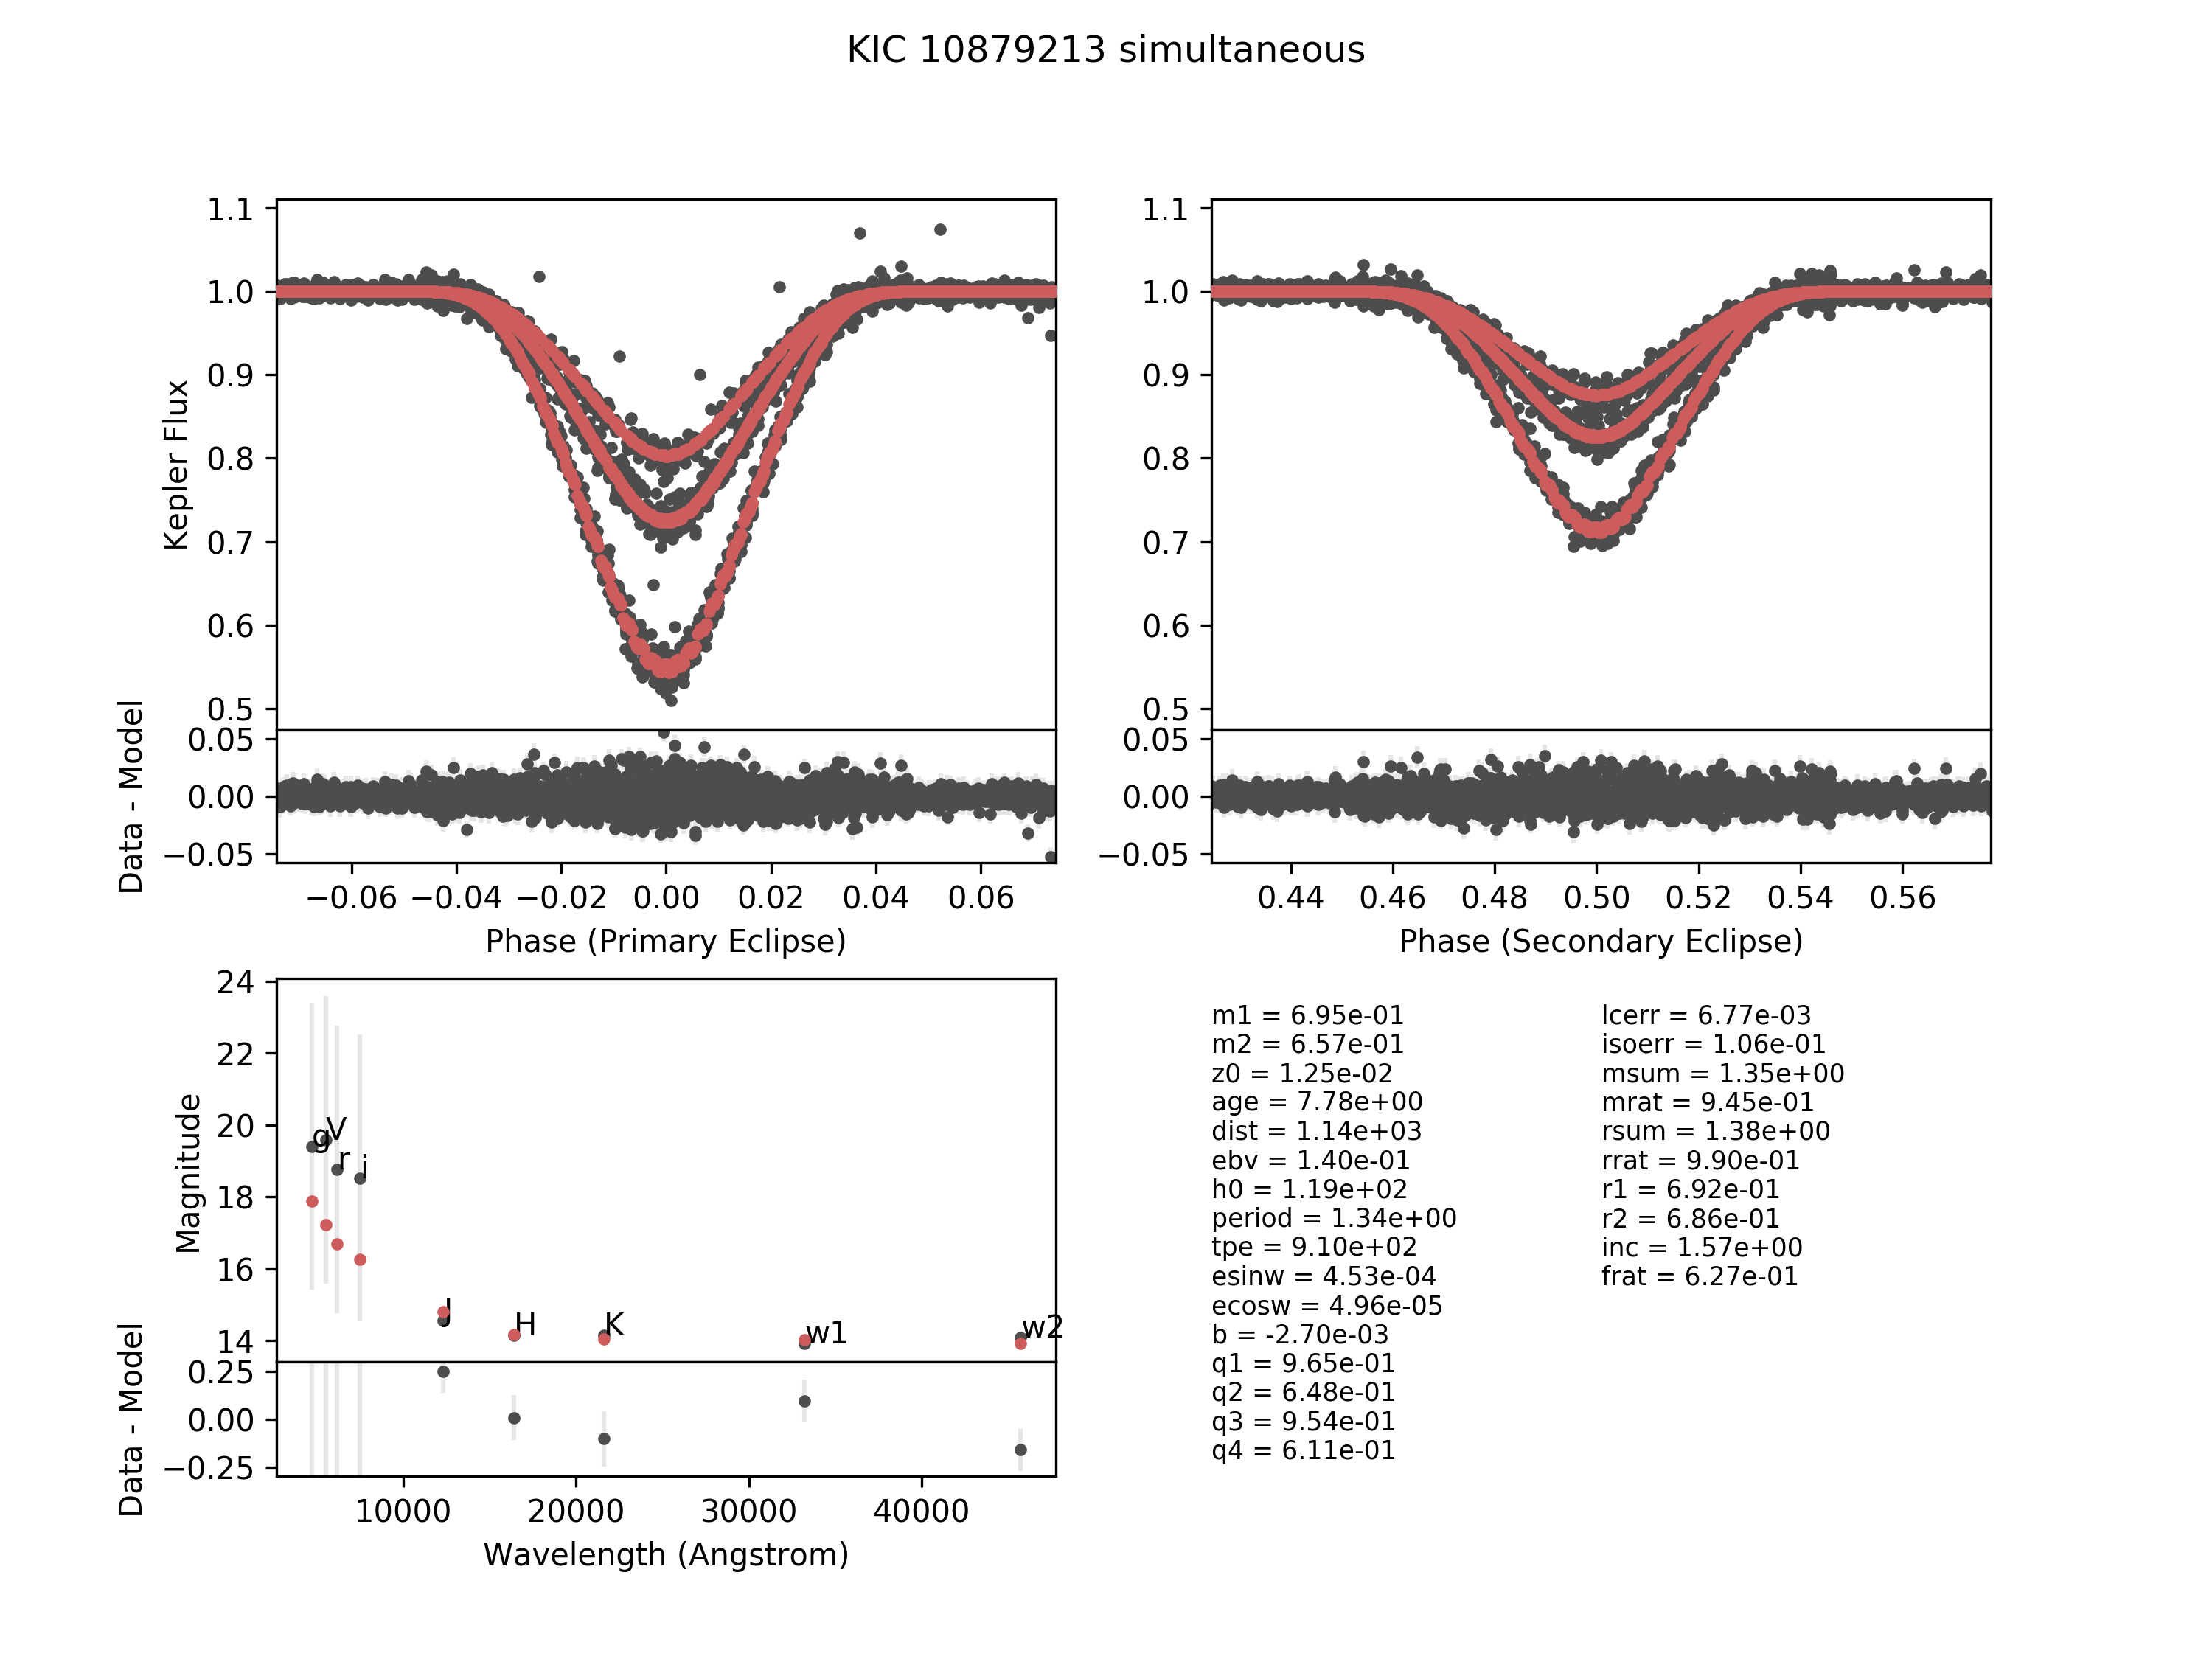 KIC 10879213 simultaneous
1.1
1.0
0.9
0.8
0.7
0.6
0.5
Kepler Flux
0.05
0.00
−0.05
Data - Model
−0.06 −0.04 −0.02 0.00 0.02 0.04 0.06
Phase (Primary Eclipse)
1.1
1.0
0.9
0.8
0.7
0.6
0.5
0.05
0.00
−0.05
0.44 0.46 0.48 0.50 0.52 0.54 0.56
Phase (Secondary Eclipse)
24
22
20
18
16
14
Magnitude
g
V
r
i
J
H
K
w1
w2
0.25
0.00
−0.25
Data - Model
10000 20000 30000 40000
Wavelength (Angstrom)
m1 = 6.95e-01
m2 = 6.57e-01
z0 = 1.25e-02
age = 7.78e+00
dist = 1.14e+03
ebv = 1.40e-01
h0 = 1.19e+02
period = 1.34e+00
tpe = 9.10e+02
esinw = 4.53e-04
ecosw = 4.96e-05
b = -2.70e-03
q1 = 9.65e-01
q2 = 6.48e-01
q3 = 9.54e-01
q4 = 6.11e-01
lcerr = 6.77e-03
isoerr = 1.06e-01
msum = 1.35e+00
mrat = 9.45e-01
rsum = 1.38e+00
rrat = 9.90e-01
r1 = 6.92e-01
r2 = 6.86e-01
inc = 1.57e+00
frat = 6.27e-01